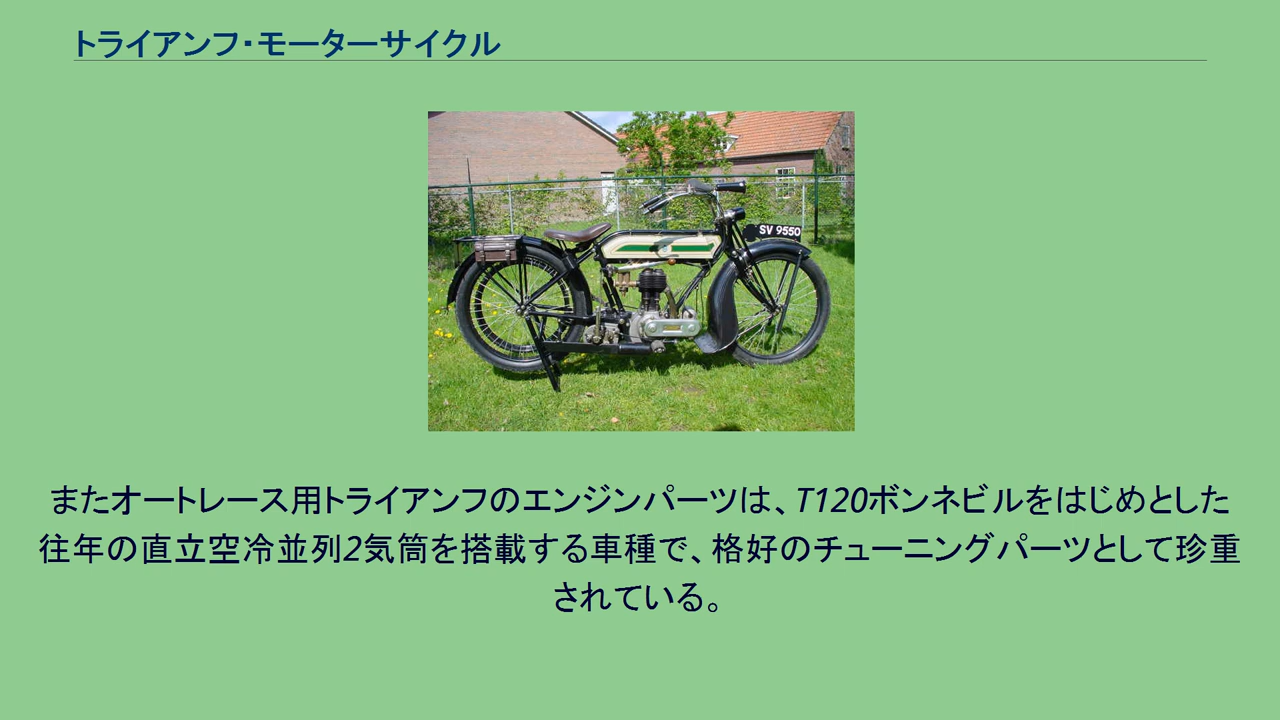 トライアンフ・モーターサイクル
SV 9550
またオートレース用トライアンフのエンジンパーツは、T120ボンネビルをはじめとした
往年の直立空冷並列2気筒を搭載する車種で、格好のチューニングパーツとして珍重
されている。